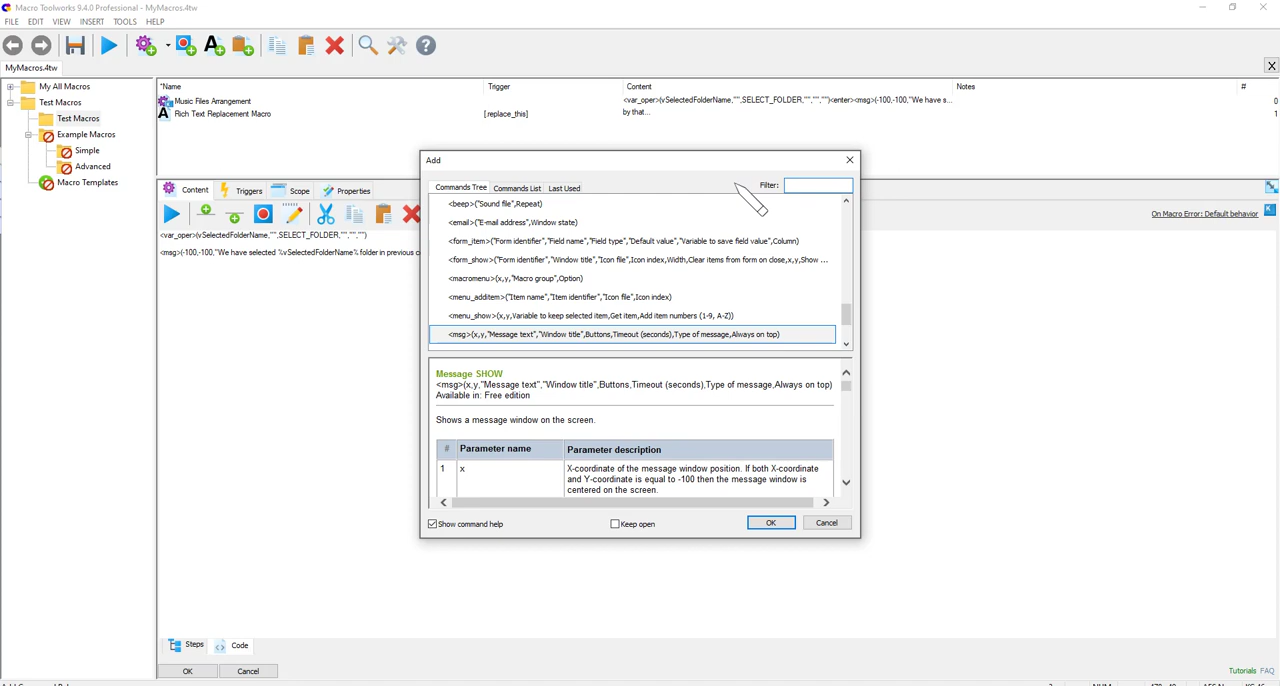 Macro Toolworks 9.4.0 Professional - MyMacros.4tw
FILE EDIT VIEW INSERT TOOLS HELP
MyMacros.4tw
My All Macros
Test Macros
Test Macros
Example Macros
Simple
Advanced
Macro Templates
*Name Trigger Content Notes #
Music Files Arrangement <var_oper>(vSelectedFolderName,"",SELECT_FOLDER,"","","")<enter><msg>(-100,-100,"We have s... 0
Rich Text Replacement Macro [.replace_this] by that... 1
Content Triggers Scope Properties
On Macro Error: Default behavior
<var_oper>(vSelectedFolderName,"",SELECT_FOLDER,"","","")
<msg>(-100,-100,"We have selected %vSelectedFolderName% folder in previous c
Add
Commands Tree Commands List Last Used Filter:
<beep>("Sound file",Repeat)
<email>("E-mail address",Window state)
<form_item>("Form identifier","Field name","Field type","Default value","Variable to save field value",Column)
<form_show>("Form identifier","Window title","Icon file",Icon index,Width,Clear items from form on close,x,y,Show ...
<macromenu>(x,y,"Macro group",Option)
<menu_additem>("Item name","Item identifier","Icon file",Icon index)
<menu_show>(x,y,Variable to keep selected item,Get item,Add item numbers (1-9, A-Z))
<msg>(x,y,"Message text","Window title",Buttons,Timeout (seconds),Type of message,Always on top)
Message SHOW
<msg>(x,y,"Message text","Window title",Buttons,Timeout (seconds),Type of message,Always on top)
Available in: Free edition
Shows a message window on the screen.
# Parameter name Parameter description
1 x X-coordinate of the message window position. If both X-coordinate
and Y-coordinate is equal to -100 then the message window is
centered on the screen.
Show command help Keep open OK Cancel
Steps Code
OK Cancel
Tutorials FAQ